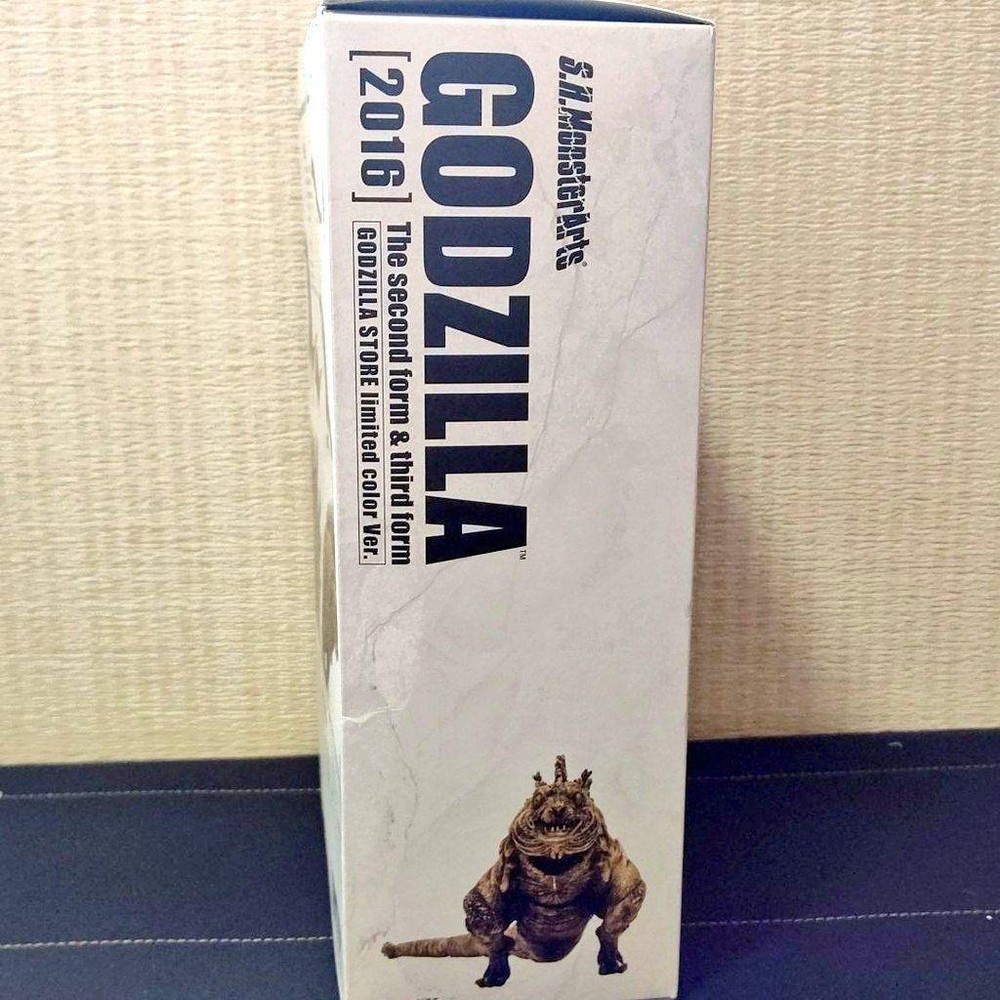 S.H.MonsterArts®
GODZILLA™
[2016] The second form & third form
GODZILLA STORE limited color Ver.